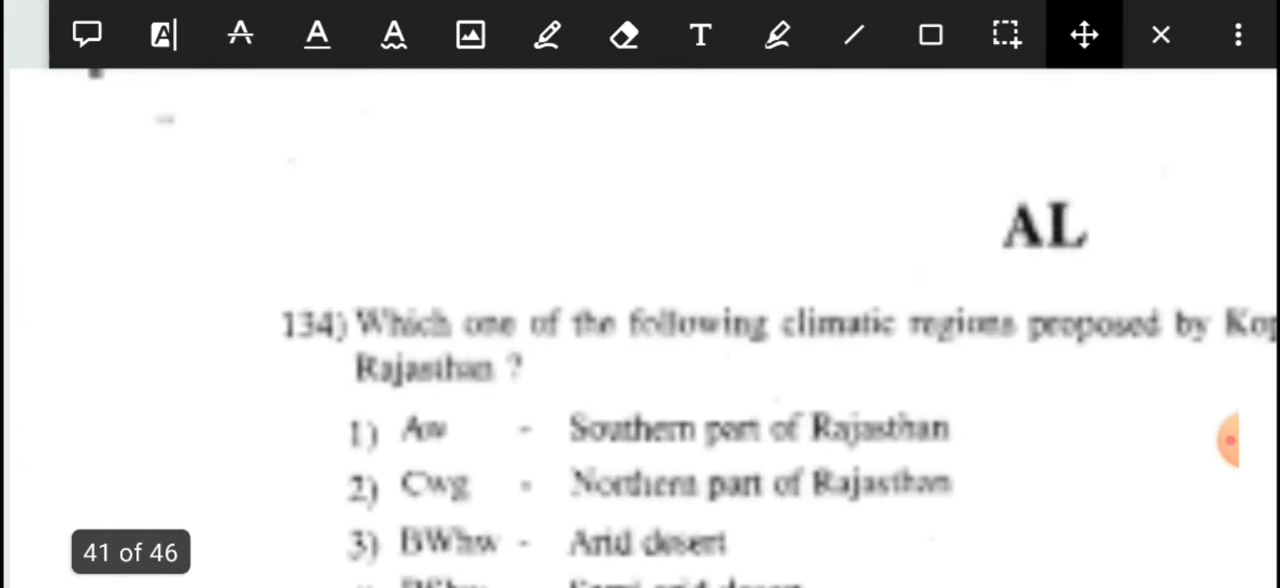 A
A
A
A
T
AL
134) Which one of the following climatic regions proposed by Kop
Rajasthan ?
1) Aw - Southern part of Rajasthan
2) Cwg - Northern part of Rajasthan
3) BWhw - Arid desert
41 of 46